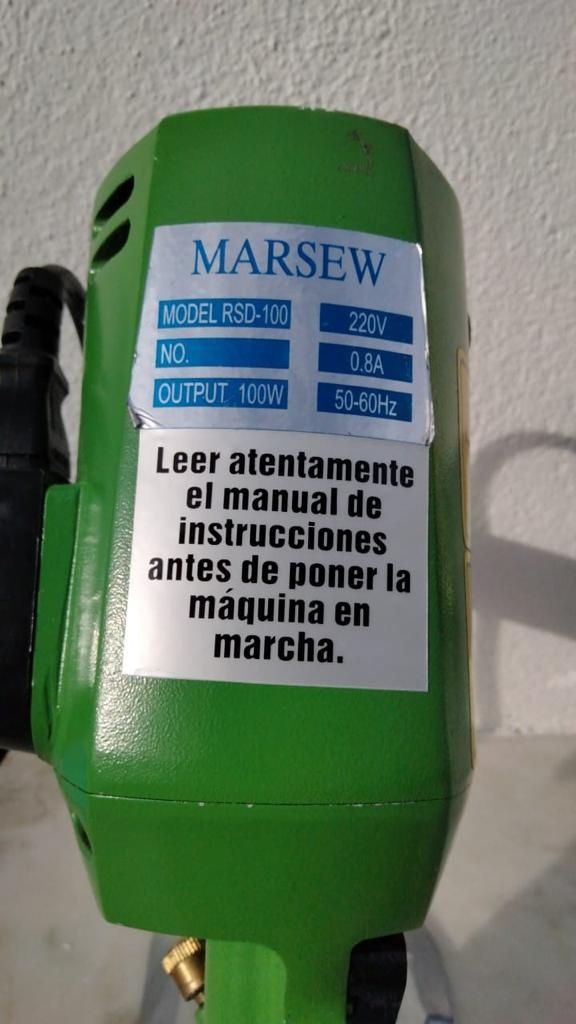 MARSEW
MODEL RSD-100 220V
NO. 0.8A
OUTPUT 100W 50-60Hz
Leer atentamente
el manual de
instrucciones
antes de poner la
máquina en
marcha.